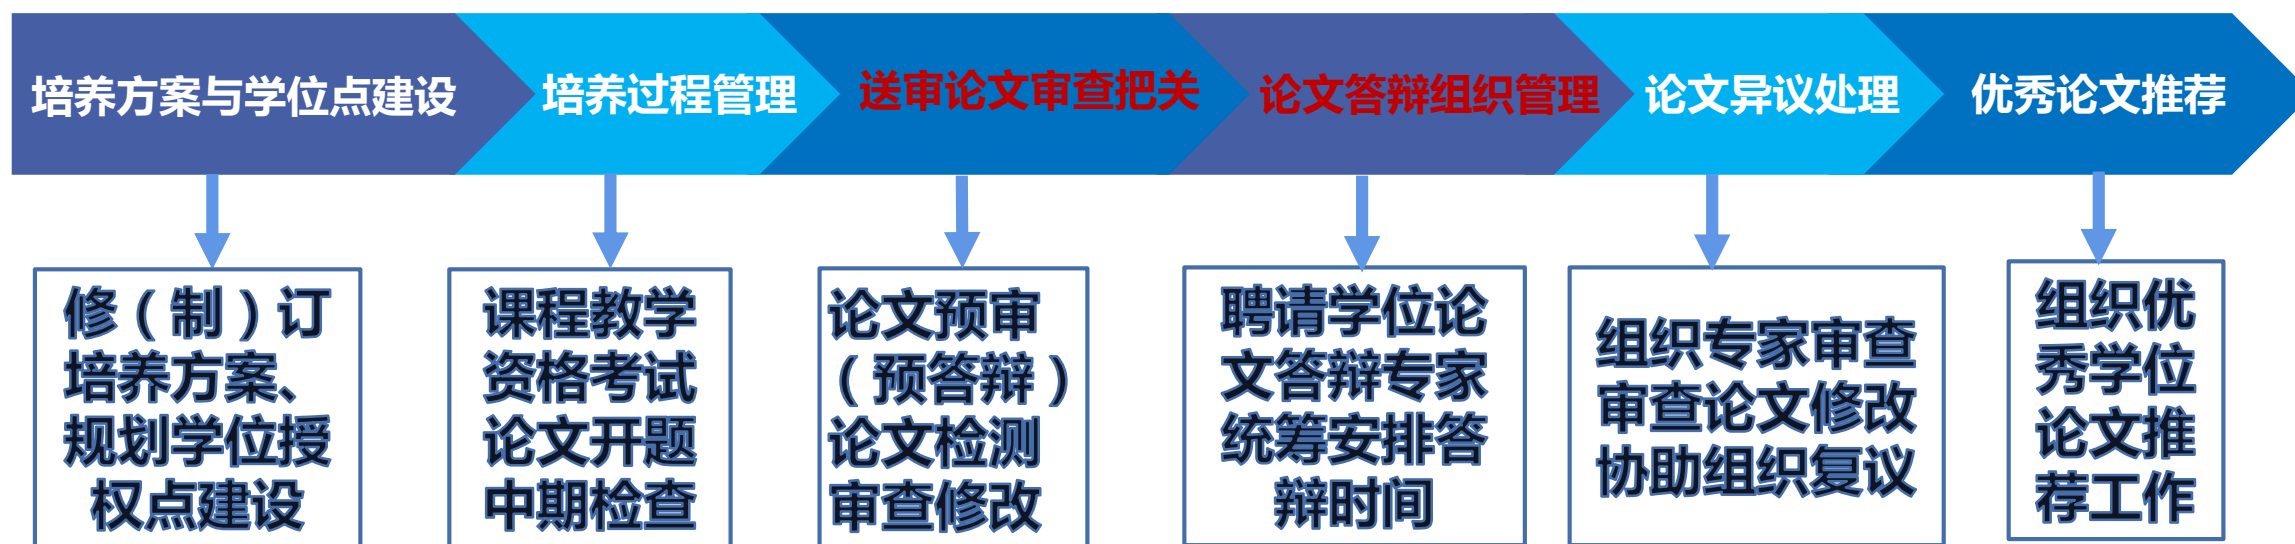 培养方案与学位点建设
培养过程管理
送审论文审查把关
论文答辩组织管理
论文异议处理
优秀论文推荐
修（制）订
培养方案、
规划学位授
权点建设
课程教学
资格考试
论文开题
中期检查
论文预审
（预答辩）
论文检测
审查修改
聘请学位论
文答辩专家
统筹安排答
辩时间
组织专家审查
审查论文修改
协助组织复议
组织优
秀学位
论文推
荐工作